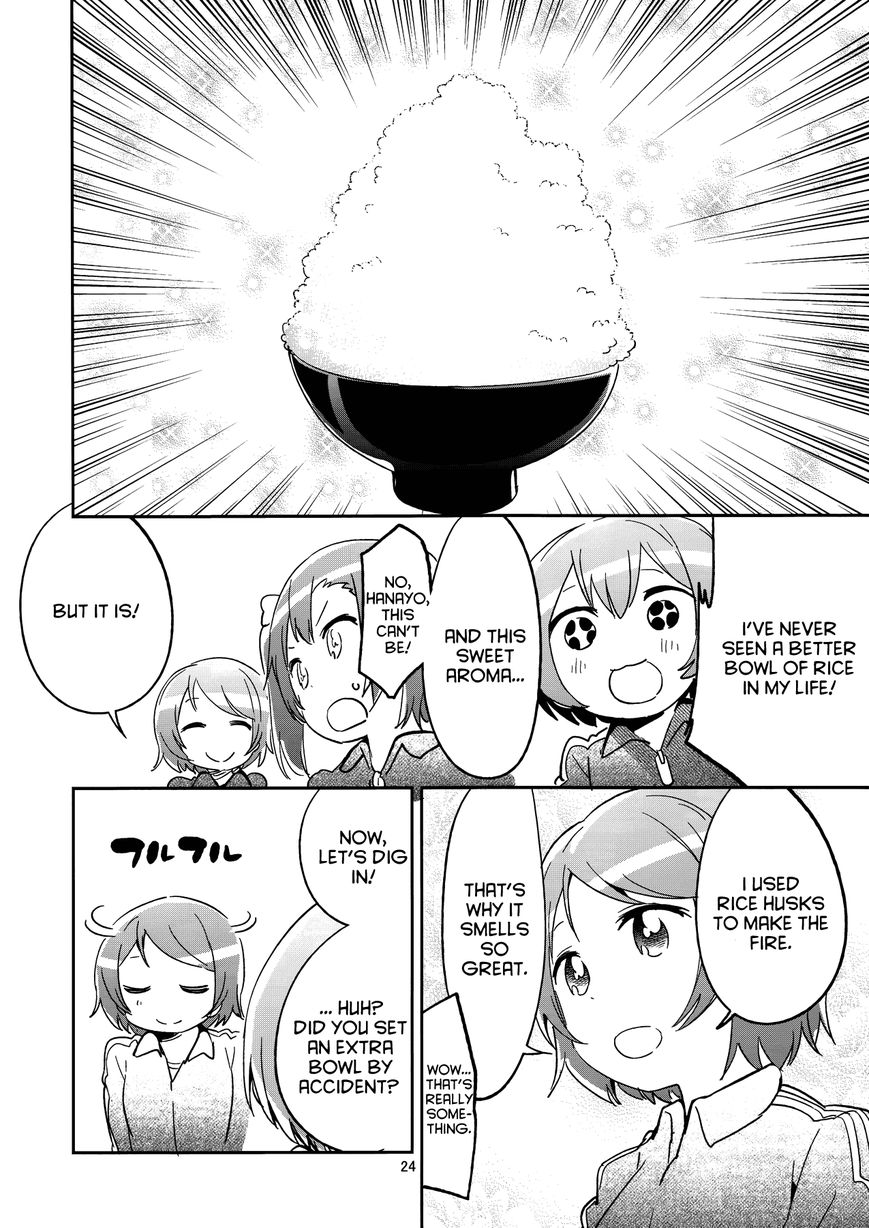 I'VE NEVER
SEEN A BETTER
BOWL OF RICE
IN MY LIFE!
AND THIS
SWEET
AROMA...
NO,
HANAYO,
THIS
CAN'T
BE!
BUT IT IS!
I USED
RICE HUSKS
TO MAKE THE
FIRE.
THAT'S
WHY IT
SMELLS
SO
GREAT.
WOW...
THAT'S
REALLY
SOME-
THING.
NOW,
LET'S DIG
IN!
... HUH?
DID YOU SET
AN EXTRA
BOWL BY
ACCIDENT?
フルフル
24